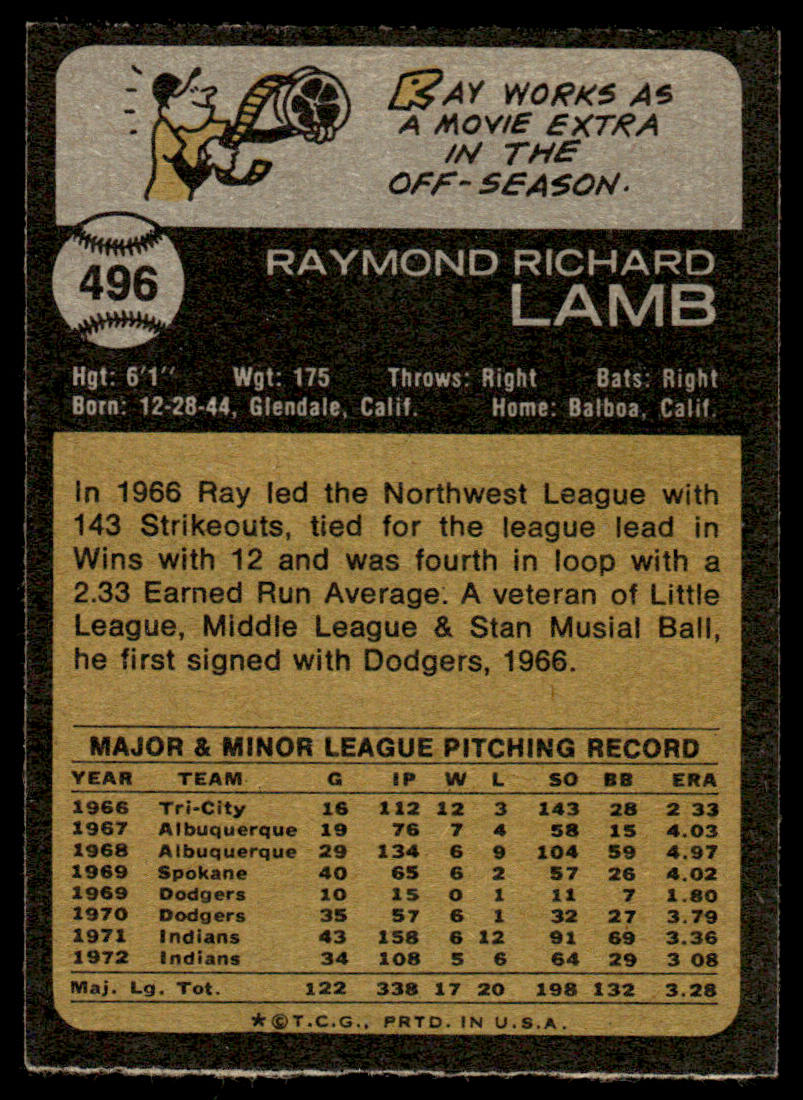 RAY WORKS AS
A MOVIE EXTRA
IN THE
OFF-SEASON.
496
RAYMOND RICHARD
LAMB
Hgt: 6'1" Wgt: 175 Throws: Right Bats: Right
Born: 12-28-44, Glendale, Calif. Home: Balboa, Calif.
In 1966 Ray led the Northwest League with
143 Strikeouts, tied for the league lead in
Wins with 12 and was fourth in loop with a
2.33 Earned Run Average. A veteran of Little
League, Middle League & Stan Musial Ball,
he first signed with Dodgers, 1966.
MAJOR & MINOR LEAGUE PITCHING RECORD
YEAR TEAM G IP W L SO BB ERA
1966 Tri-City 16 112 12 3 143 28 2 33
1967 Albuquerque 19 76 7 4 58 15 4.03
1968 Albuquerque 29 134 6 9 104 59 4.97
1969 Spokane 40 65 6 2 57 26 4.02
1969 Dodgers 10 15 0 1 11 7 1.80
1970 Dodgers 35 57 6 1 32 27 3.79
1971 Indians 43 158 6 12 91 69 3.36
1972 Indians 34 108 5 6 64 29 3 08
Maj. Lg. Tot. 122 338 17 20 198 132 3.28
*©T.C.G., PRTD. IN U.S.A.